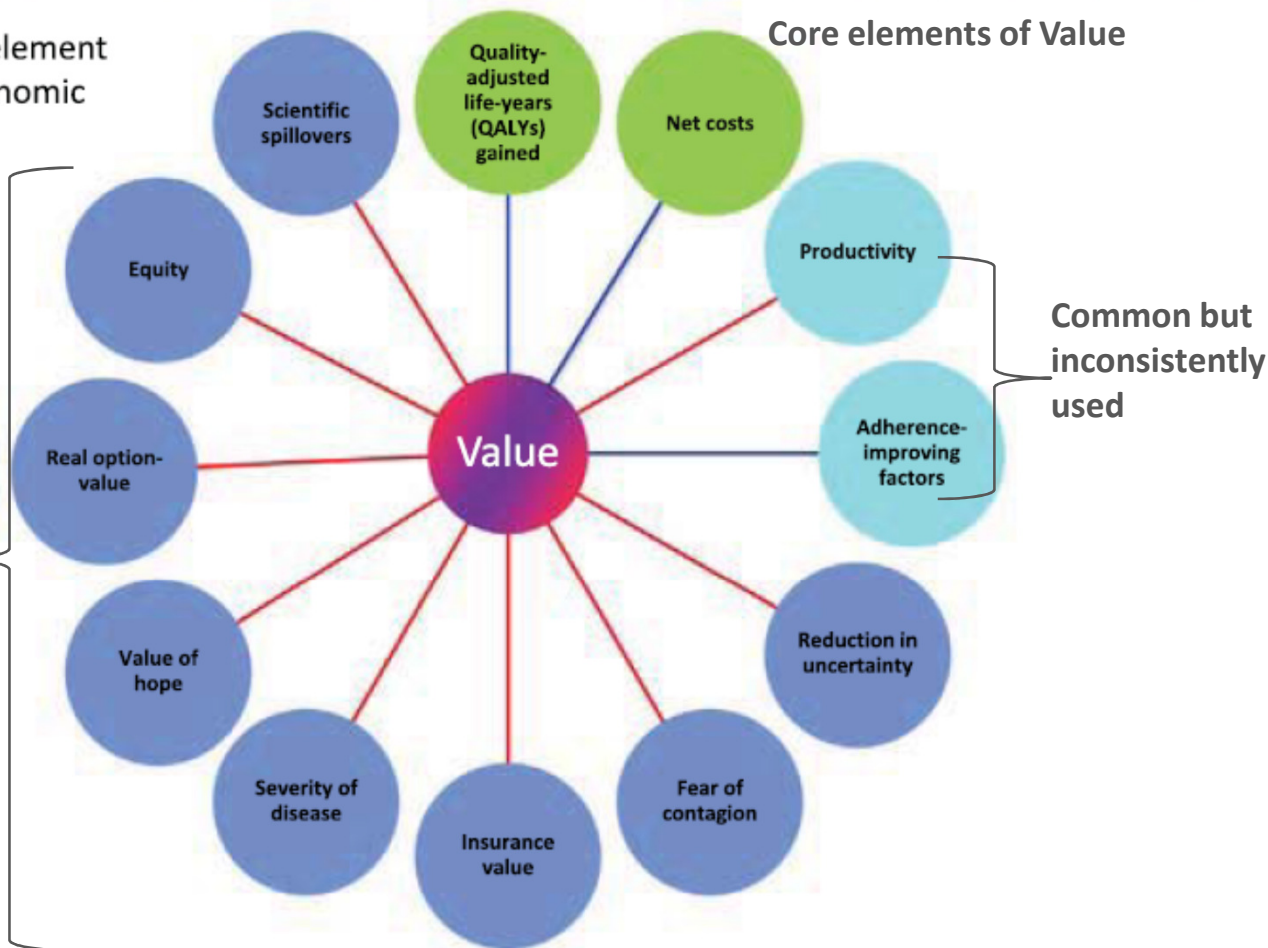 element
nomic
Core elements of Value
Quality-
adjusted
life-years
(QALYs)
gained
Net costs
Scientific
spillovers
Productivity
Equity
Common but
inconsistently
used
Adherence-
improving
factors
Real option-
value
Value
Reduction in
uncertainty
Value of
hope
Severity of
disease
Fear of
contagion
Insurance
value